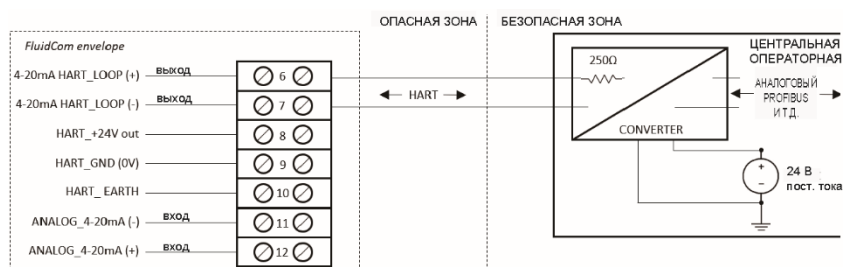 ОПАСНАЯ ЗОНА
БЕЗОПАСНАЯ ЗОНА
FluidCom envelope
4-20mA HART_LOOP (+) выход 6
4-20mA HART_LOOP (-) выход 7
HART_+24V out 8
HART_GND (0V) 9
HART_ EARTH 10
ANALOG_4-20mA (-) вход 11
ANALOG_4-20mA (+) вход 12
HART
250Ω
CONVERTER
ЦЕНТРАЛЬНАЯ
ОПЕРАТОРНАЯ
АНАЛОГОВЫЙ
PROFIBUS
И Т.Д.
+
−
24 В
пост. тока